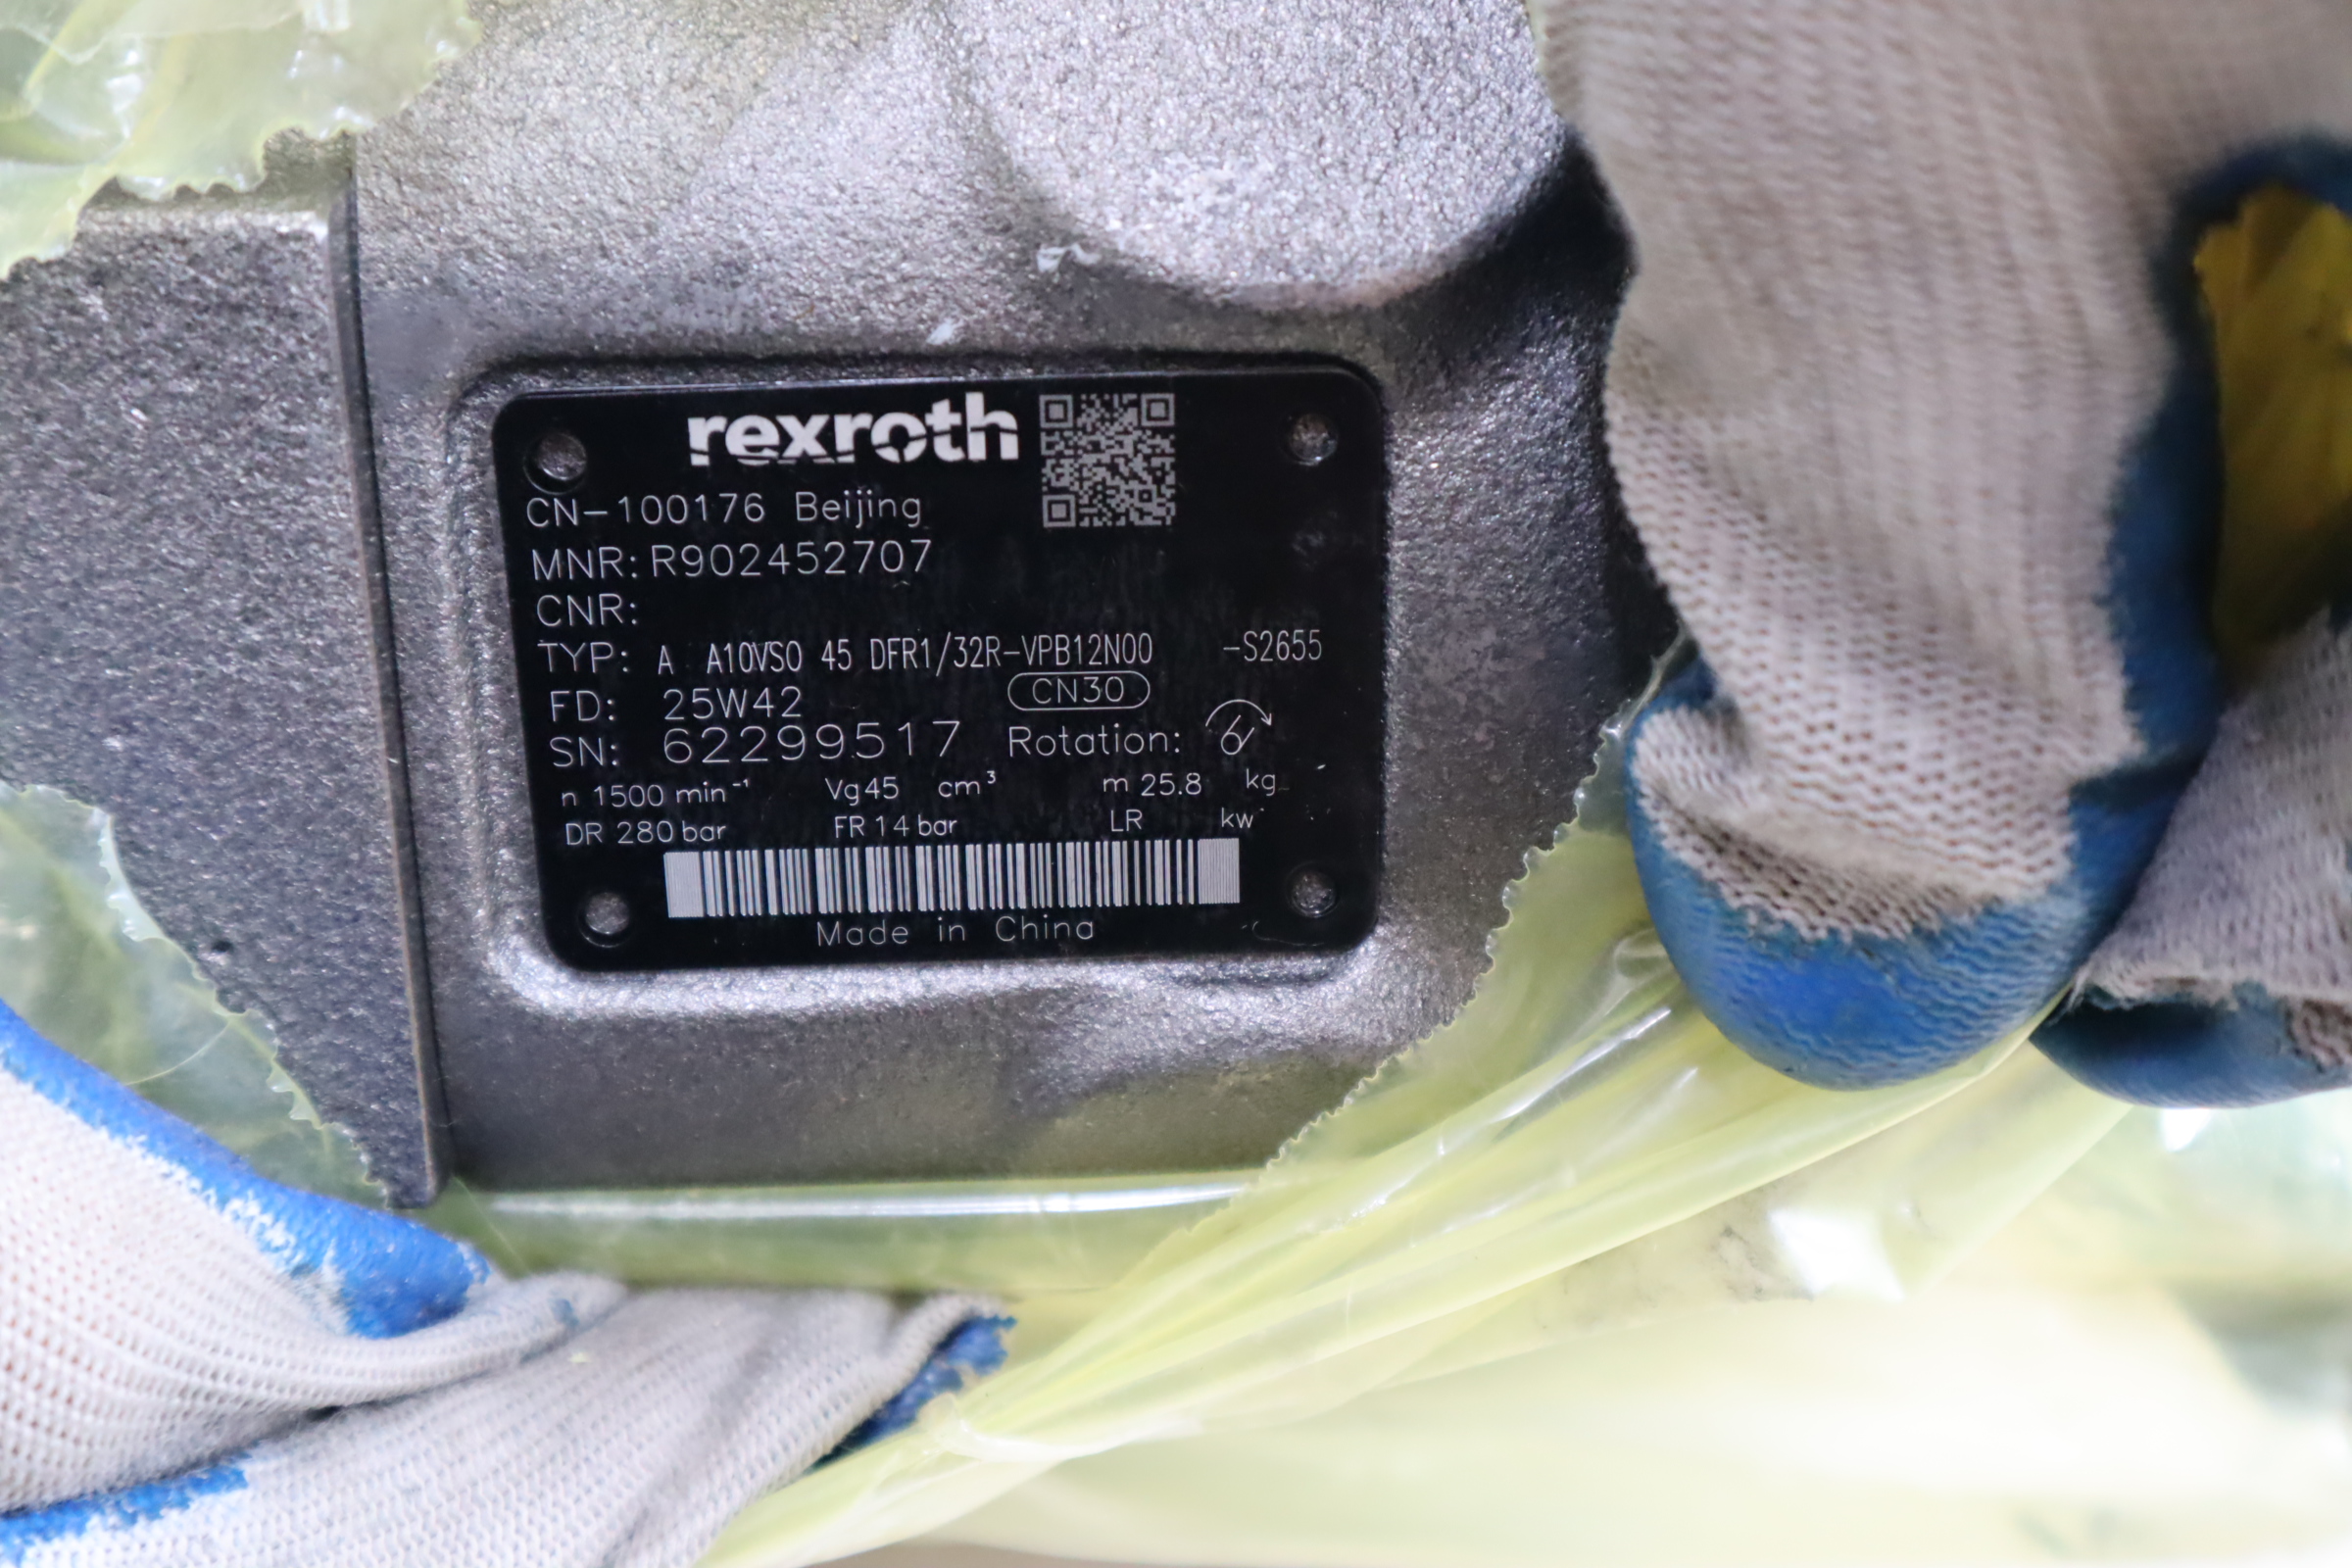 rexroth
CN-100176 Beijing
MNR: R902452707
CNR:
TYP: A A10VSO 45 DFR1/32R-VPB12N00 -S2655
FD: 25W42 CN30
SN: 62299517 Rotation:
n 1500 min⁻¹ Vg45 cm³ m 25.8 kg
DR 280 bar FR 14 bar LR kw
Made in China